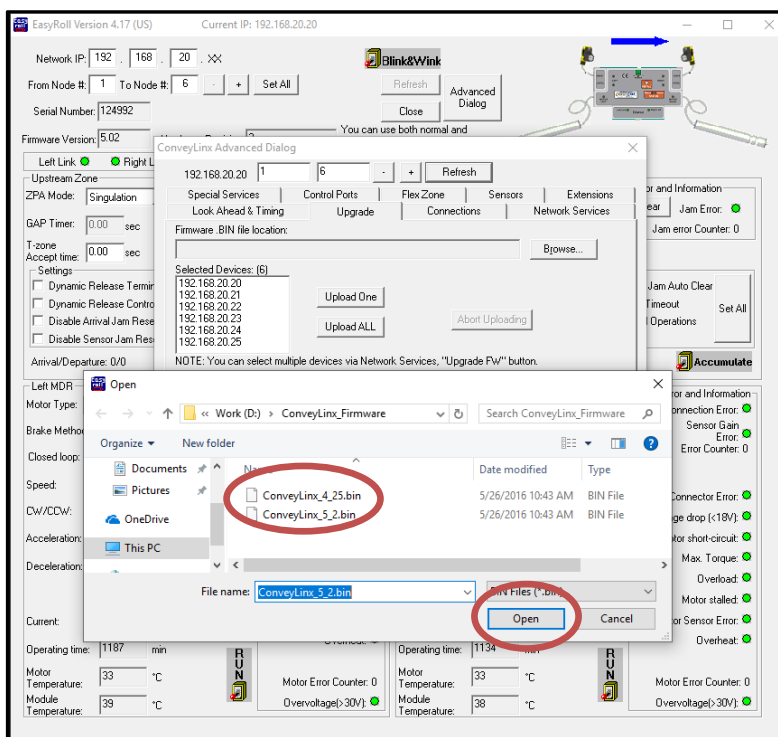 EasyRoll Version 4.17 (US) Current IP: 192.168.20.20
Network IP: 192 . 168 . 20 . XX
Blink&Wink
From Node #: 1 To Node #: 6 - + Set All
Refresh
Advanced Dialog
Serial Number: 124992
Close
Firmware Version: 5.02
You can use both normal and
Left Link Right L
ConveyLinx Advanced Dialog
192.168.20.20 1 6 - + Refresh
Special Services Control Ports Flex Zone Sensors Extensions
Look Ahead & Timing Upgrade Connections Network Services
Firmware .BIN file location:
Browse...
Selected Devices: (6)
192.168.20.20
192.168.20.21
192.168.20.22
192.168.20.23
192.168.20.24
192.168.20.25
Upload One
Upload ALL
Abort Uploading
NOTE: You can select multiple devices via Network Services, "Upgrade FW" button.
Upstream Zone
ZPA Mode: Singulation
GAP Timer: 0.00 sec
T-zone
Accept time: 0.00 sec
Settings
Dynamic Release Termin
Dynamic Release Contro
Disable Arrival Jam Rese
Disable Sensor Jam Res
Arrival/Departure: 0/0
or and Information
ear Jam Error:
Jam error Counter: 0
Jam Auto Clear
Timeout
Operations
Set All
Accumulate
Open
Work (D:) › ConveyLinx_Firmware
Search ConveyLinx_Firmware
Organize New folder
Documents
Pictures
OneDrive
This PC
Date modified Type
ConveyLinx_4_25.bin 5/26/2016 10:43 AM BIN File
ConveyLinx_5_2.bin 5/26/2016 10:43 AM BIN File
File name: ConveyLinx_5_2.bin
BIN Files (*.bin)
Open Cancel
Left MDR
Motor Type:
Brake Metho
Closed loop:
Speed:
CW/CCW:
Acceleration:
Deceleration:
Current:
Operating time: 1187 min
Motor
Temperature: 33 °C
Module
Temperature: 39 °C
RUN
Overheat:
Motor Error Counter: 0
Overvoltage(>30V):
Operating time: 1134 min
Motor
Temperature: 33 °C
Module
Temperature: 38 °C
RUN
ror and Information
onnection Error:
Sensor Gain
Error:
Error Counter: 0
Connector Error:
ge drop (<18V):
tor short-circuit:
Max. Torque:
Overload:
Motor stalled:
or Sensor Error:
Overheat:
Motor Error Counter: 0
Overvoltage(>30V):